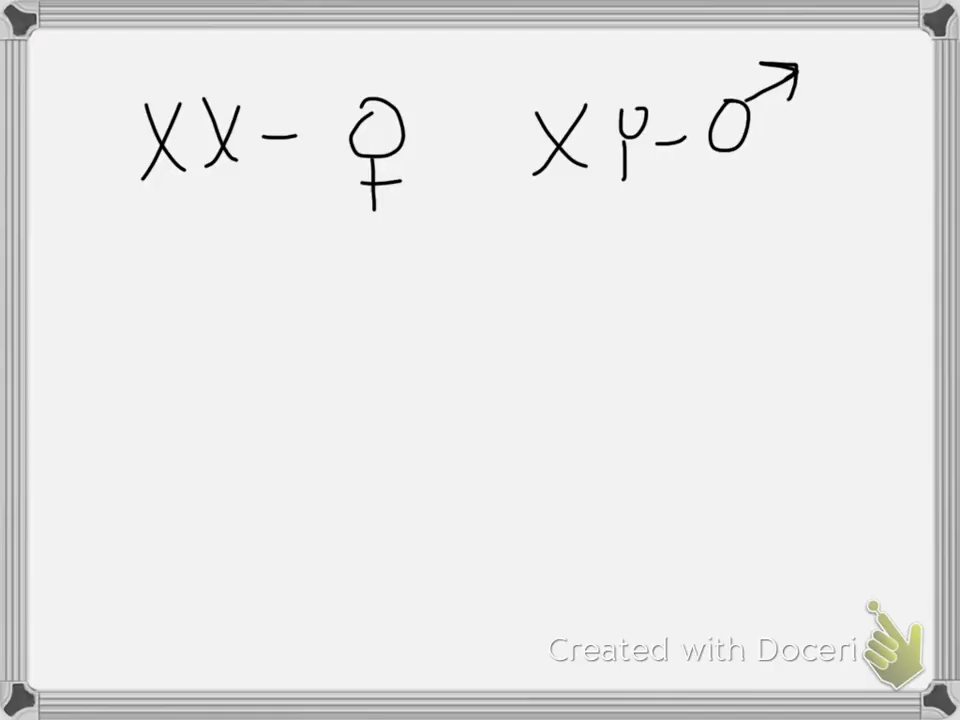 XX - ♀ XY - ♂
Created with Doceri